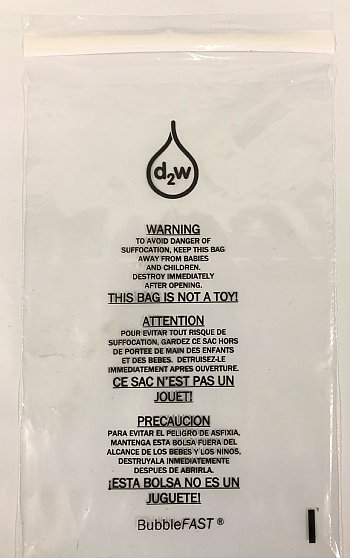 d2w
WARNING
TO AVOID DANGER OF
SUFFOCATION, KEEP THIS BAG
AWAY FROM BABIES
AND CHILDREN.
DESTROY IMMEDIATELY
AFTER OPENING.
THIS BAG IS NOT A TOY!
ATTENTION
POUR EVITAR TOUT RISQUE DE
SUFFOCATION, GARDEZ CE SAC HORS
DE PORTEE DE MAIN DES ENFANTS
ET DES BEBES. DETRUISEZ-LE
IMMEDIATEMENT APRES OUVERTURE.
CE SAC N'EST PAS UN
JOUET!
PRECAUCION
PARA EVITAR EL PELIGRO DE ASFIXIA,
MANTENGA ESTA BOLSA FUERA DEL
ALCANCE DE LOS BEBES Y LOS NINOS,
DESTRUYALA INMEDIATEMENTE
DESPUES DE ABRIRLA.
¡ESTA BOLSA NO ES UN
JUGUETE!
BubbleFAST ®